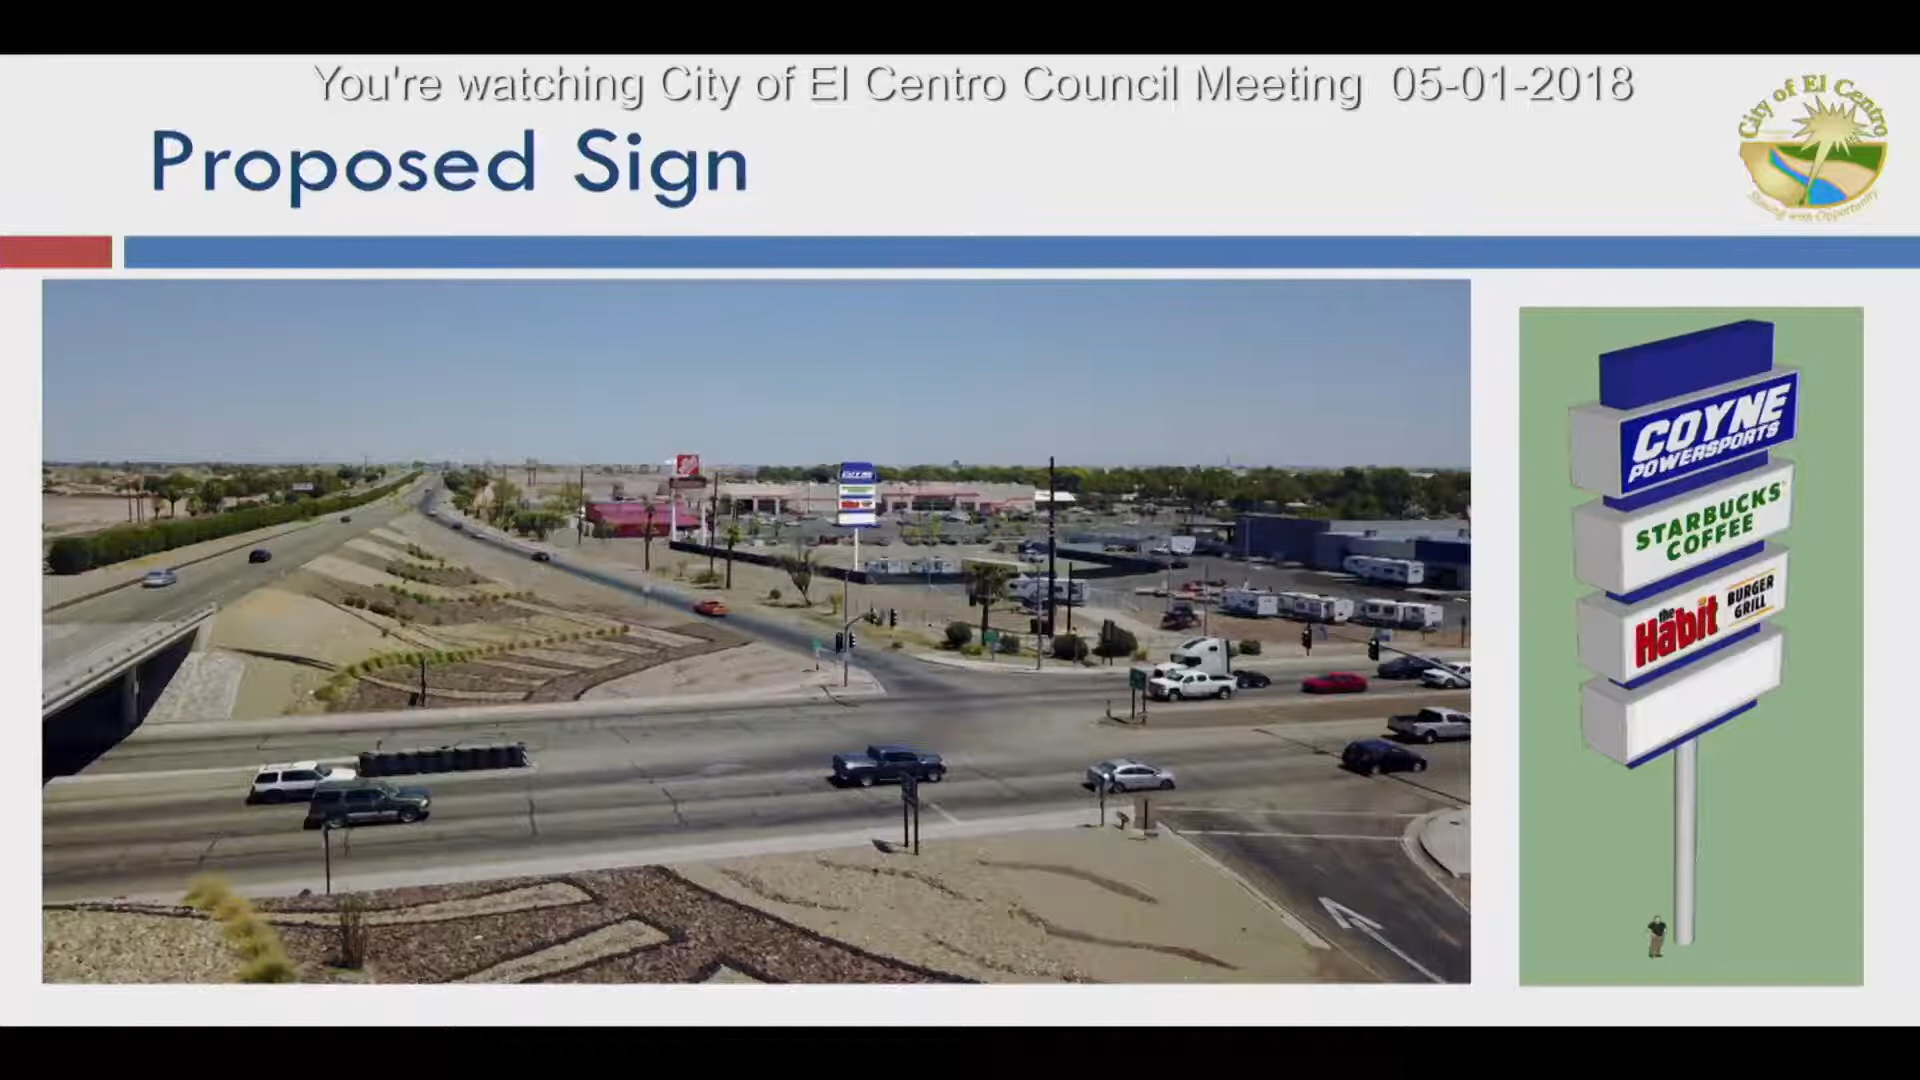 You're watching City of El Centro Council Meeting 05-01-2018
Proposed Sign
City of El Centro
COYNE
POWERSPORTS
STARBUCKS
COFFEE
the
Habit
BURGER
GRILL
COYNE